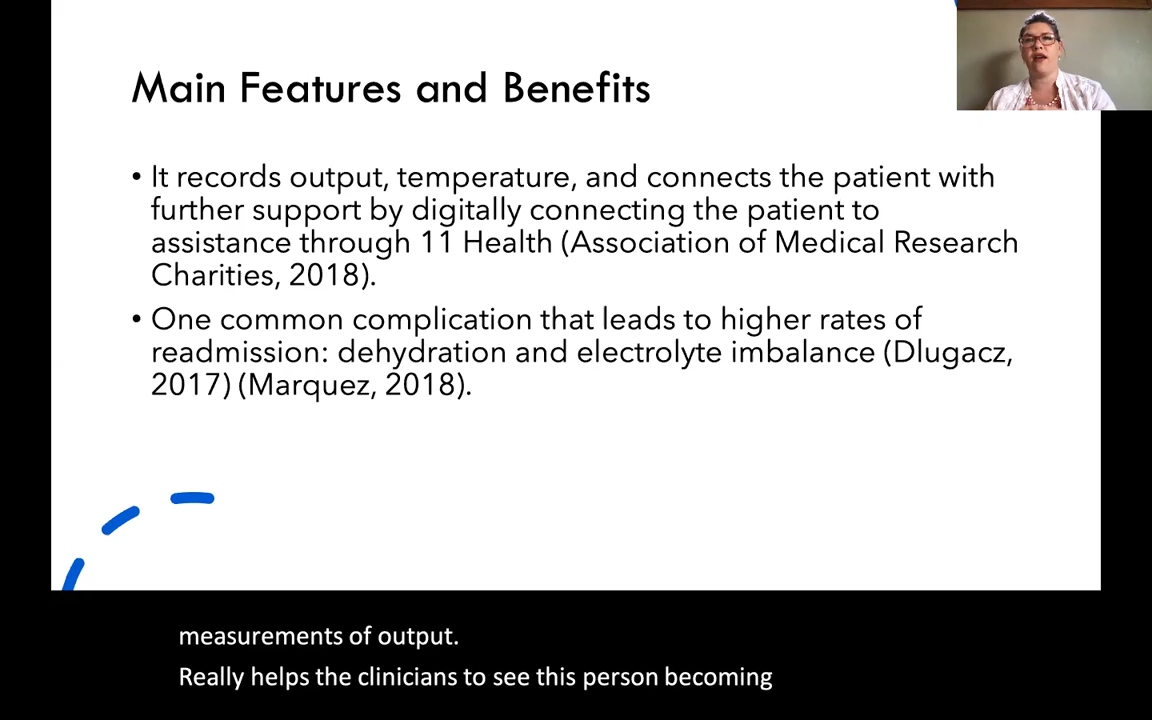 Main Features and Benefits
• It records output, temperature, and connects the patient with
further support by digitally connecting the patient to
assistance through 11 Health (Association of Medical Research
Charities, 2018).
• One common complication that leads to higher rates of
readmission: dehydration and electrolyte imbalance (Dlugacz,
2017) (Marquez, 2018).
measurements of output.
Really helps the clinicians to see this person becoming